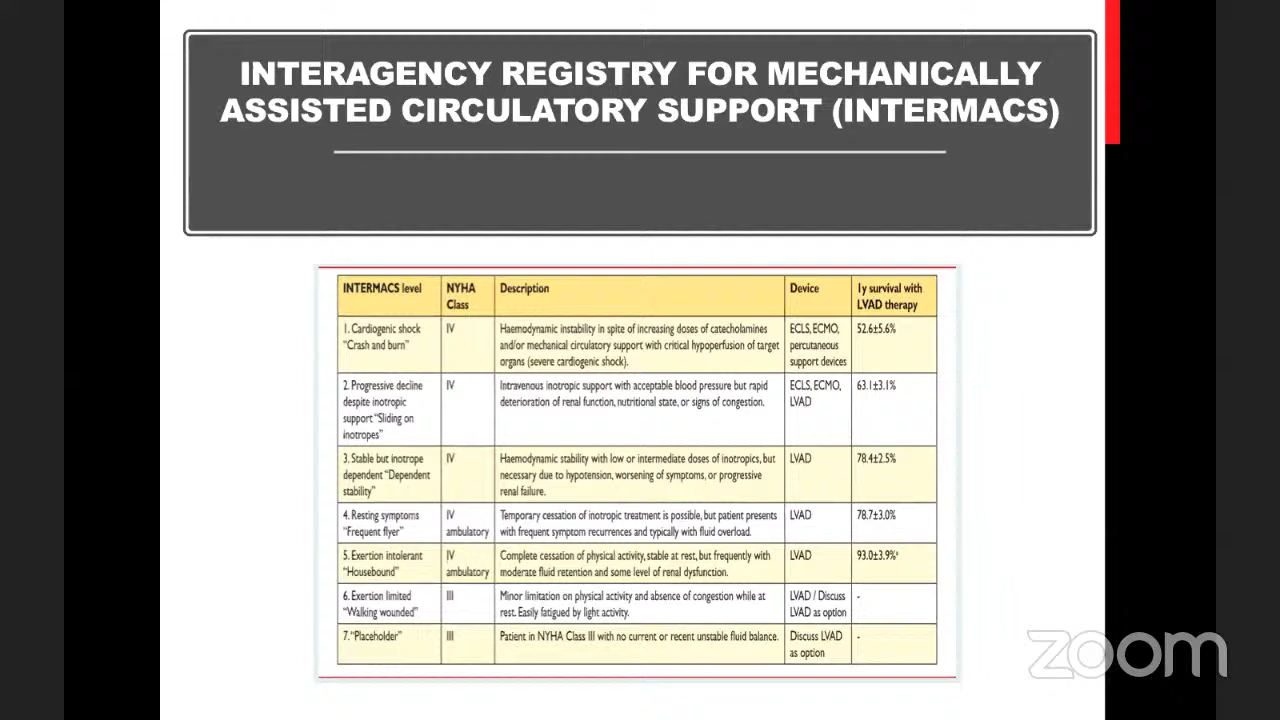 INTERAGENCY REGISTRY FOR MECHANICALLY
ASSISTED CIRCULATORY SUPPORT (INTERMACS)
INTERMACS level
NYHA
Class
Description
Device
1y survival with
LVAD therapy
1. Cardiogenic shock
"Crash and burn"
IV
Haemodynamic instability in spite of increasing doses of catecholamines
and/or mechanical circulatory support with critical hypoperfusion of target
organs (severe cardiogenic shock).
ECLS, ECMO,
percutaneous
support devices
52.6±5.6%
2. Progressive decline
despite inotropic
support "Sliding on
inotropes"
IV
Intravenous inotropic support with acceptable blood pressure but rapid
deterioration of renal function, nutritional state, or signs of congestion.
ECLS, ECMO,
LVAD
63.1±3.1%
3. Stable but inotrope
dependent "Dependent
stability"
IV
Haemodynamic stability with low or intermediate doses of inotropics, but
necessary due to hypotension, worsening of symptoms, or progressive
renal failure.
LVAD
78.4±2.5%
4. Resting symptoms
"Frequent flyer"
IV
ambulatory
Temporary cessation of inotropic treatment is possible, but patient presents
with frequent symptom recurrences and typically with fluid overload.
LVAD
78.7±3.0%
5. Exertion intolerant
"Housebound"
IV
ambulatory
Complete cessation of physical activity, stable at rest, but frequently with
moderate fluid retention and some level of renal dysfunction.
LVAD
93.0±3.9%ᵃ
6. Exertion limited
"Walking wounded"
III
Minor limitation on physical activity and absence of congestion while at
rest. Easily fatigued by light activity.
LVAD / Discuss
LVAD as option
-
7. "Placeholder"
III
Patient in NYHA Class III with no current or recent unstable fluid balance.
Discuss LVAD
as option
-
zoom